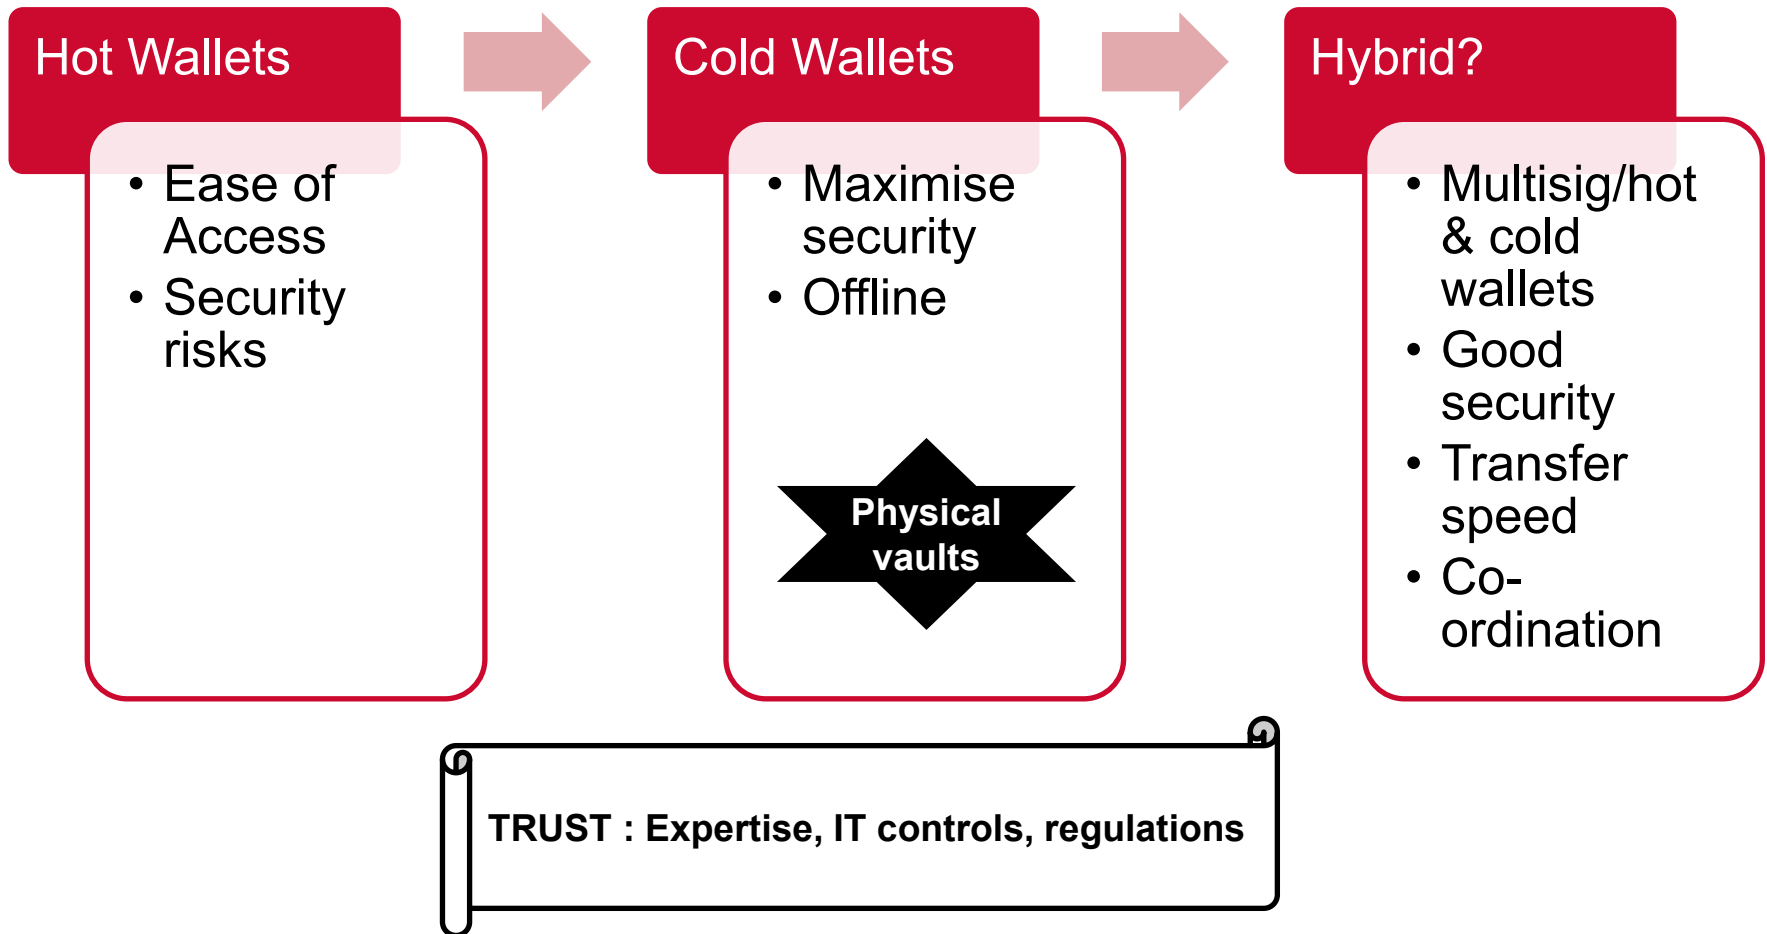 Hot Wallets
• Ease of
Access
• Security
risks
Cold Wallets
• Maximise
security
• Offline
Physical
vaults
Hybrid?
• Multisig/hot
& cold
wallets
• Good
security
• Transfer
speed
• Co-
ordination
TRUST : Expertise, IT controls, regulations